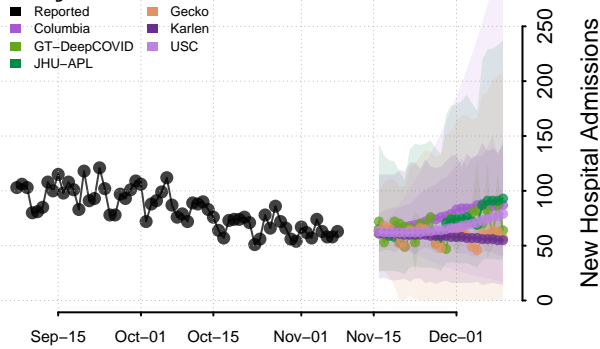 Reported
Columbia
GT−DeepCOVID
JHU−APL
Gecko
Karlen
USC
250
200
150
100
50
0
New Hospital Admissions
Sep−15
Oct−01
Oct−15
Nov−01
Nov−15
Dec−01